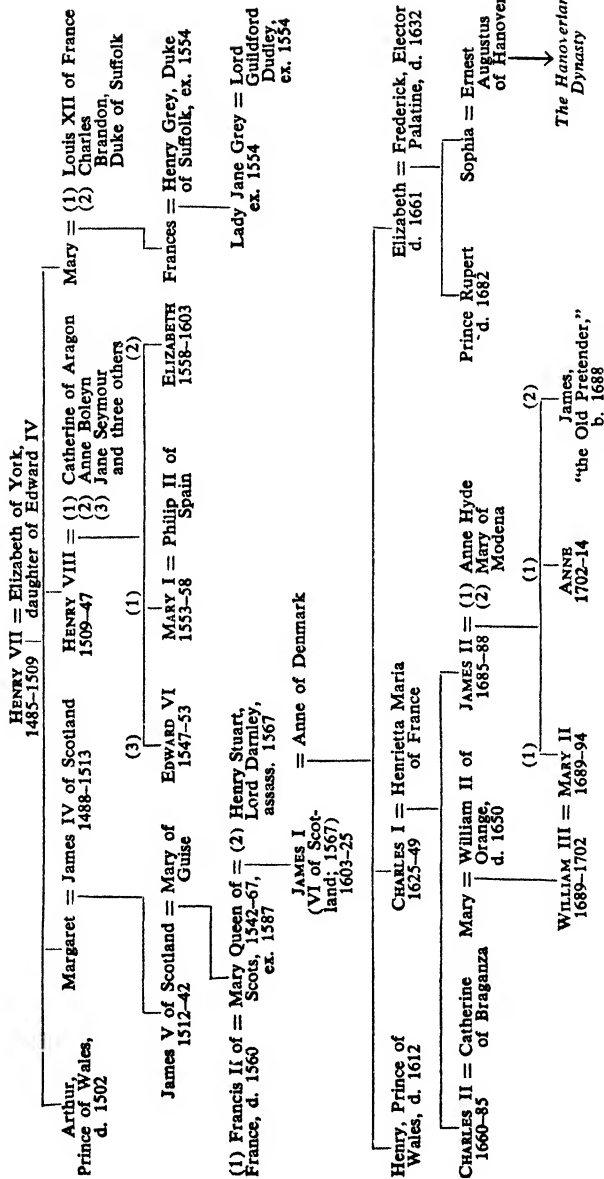 HENRY VII = Elizabeth of York,
1485–1509 daughter of Edward IV
Arthur,
Prince of Wales,
d. 1502
Margaret = James IV of Scotland
1488–1513
HENRY VIII = (1) Catherine of Aragon
1509–47 (2) Anne Boleyn
(3) Jane Seymour
and three others
Mary = (1) Louis XII of France
(2) Charles
Brandon,
Duke of Suffolk
James V of Scotland = Mary of
1512–42 Guise
(3)
EDWARD VI
1547–53
(1)
MARY I = Philip II of
1553–58 Spain
(2)
ELIZABETH
1558–1603
Frances = Henry Grey, Duke
of Suffolk, ex. 1554
(1) Francis II of = Mary Queen of = (2) Henry Stuart,
France, d. 1560 Scots, 1542–67, Lord Darnley,
ex. 1587 assass. 1567
Lady Jane Grey = Lord
ex. 1554 Guildford
Dudley,
ex. 1554
JAMES I = Anne of Denmark
(VI of Scot-
land; 1567)
1603–25
Henry, Prince of
Wales, d. 1612
CHARLES I = Henrietta Maria
1625–49 of France
Elizabeth = Frederick, Elector
d. 1661 Palatine, d. 1632
CHARLES II = Catherine
1660–85 of Braganza
Mary = William II of
Orange,
d. 1650
JAMES II = (1) Anne Hyde
1685–88 (2) Mary of
Modena
Prince Rupert
d. 1682
Sophia = Ernest
Augustus
of Hanover
WILLIAM III = MARY II
1689–1702 1689–94
(1)
(1)
ANNE
1702–14
(2)
James,
"the Old Pretender,"
b. 1688
The Hanoverian
Dynasty